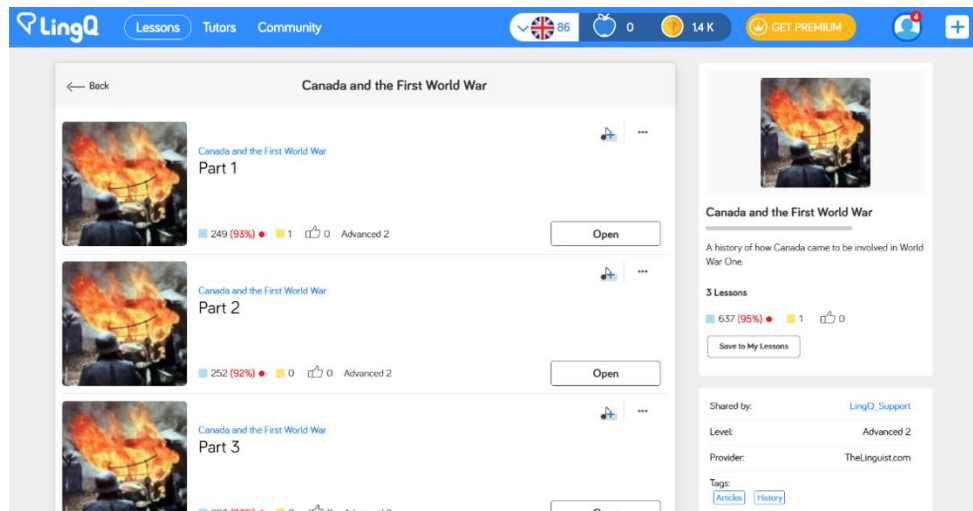 LingQ Lessons Tutors Community 86 0 1.4 K GET PREMIUM 4
Back Canada and the First World War
Canada and the First World War
Part 1
249 (93%) 1 0 Advanced 2 Open
Canada and the First World War
Part 2
252 (92%) 0 0 Advanced 2 Open
Canada and the First World War
Part 3
Canada and the First World War
A history of how Canada came to be involved in World
War One.
3 Lessons
637 (95%) 1 0
Save to My Lessons
Shared by: LingQ_Support
Level: Advanced 2
Provider: TheLinguist.com
Tags:
Articles History